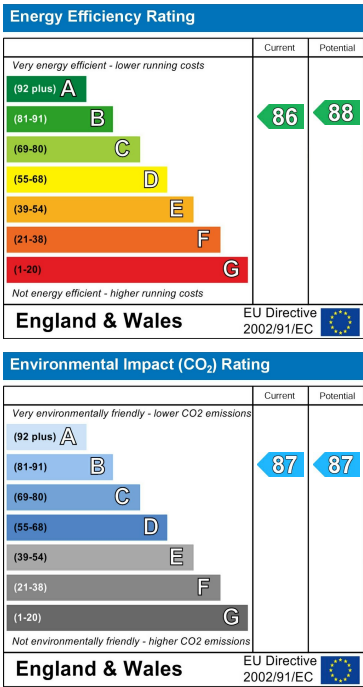 Energy Efficiency Rating
Current Potential
Very energy efficient - lower running costs
(92 plus) A
(81-91) B 86 88
(69-80) C
(55-68) D
(39-54) E
(21-38) F
(1-20) G
Not energy efficient - higher running costs
England & Wales
EU Directive
2002/91/EC
Environmental Impact (CO₂) Rating
Current Potential
Very environmentally friendly - lower CO2 emissions
(92 plus) A
(81-91) B 87 87
(69-80) C
(55-68) D
(39-54) E
(21-38) F
(1-20) G
Not environmentally friendly - higher CO2 emissions
England & Wales
EU Directive
2002/91/EC